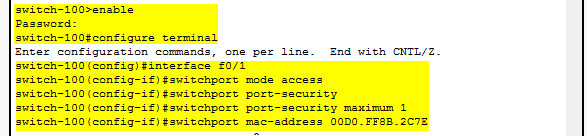 switch-100>enable
Password:
switch-100#configure terminal
Enter configuration commands, one per line.  End with CNTL/Z.
switch-100(config)#interface f0/1
switch-100(config-if)#switchport mode access
switch-100(config-if)#switchport port-security
switch-100(config-if)#switchport port-security maximum 1
switch-100(config-if)#switchport mac-address 00D0.FF8B.2C7E